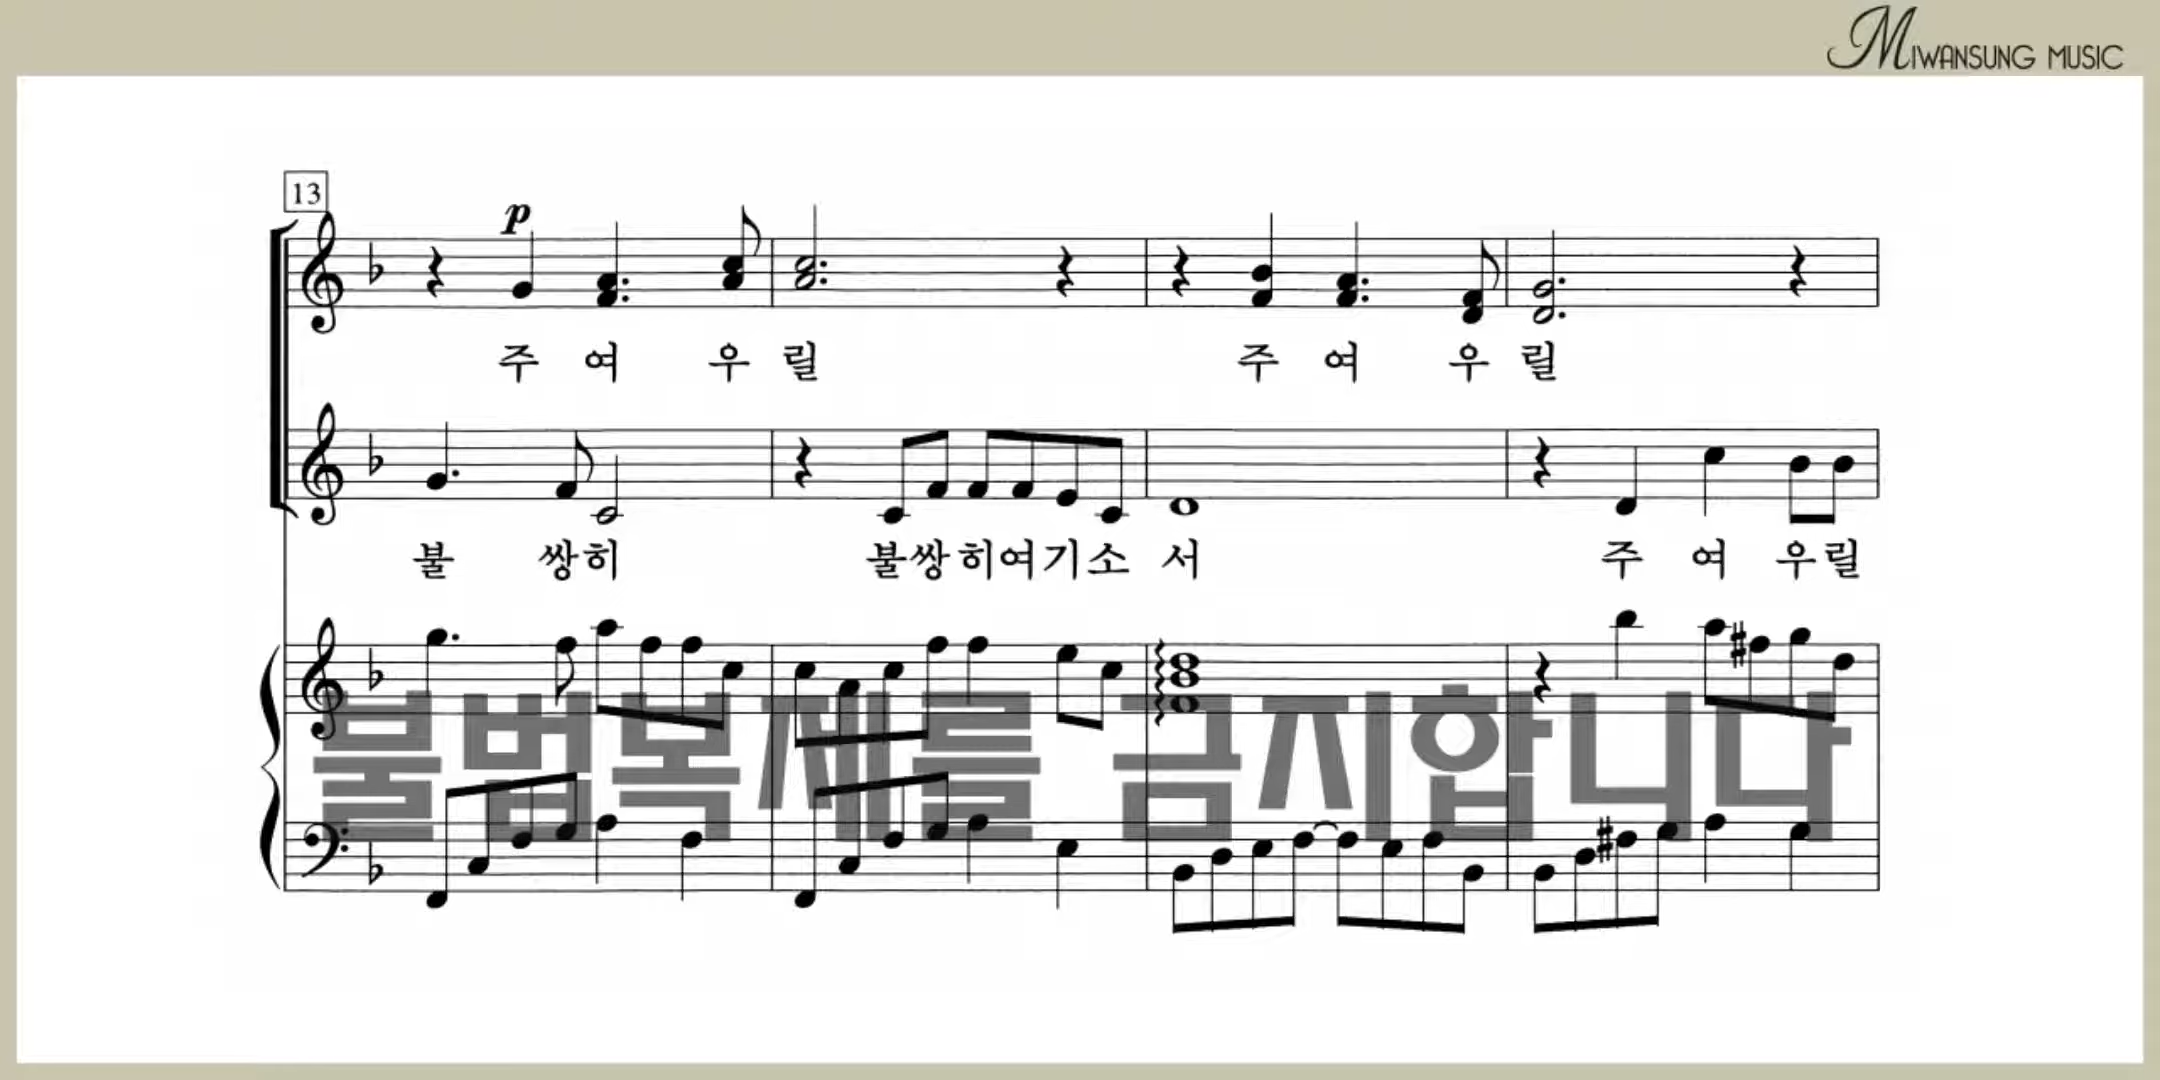 MIWANSUNG MUSIC
13
p
주 여 우 릴 주 여 우 릴
불 쌍히 불쌍히여기소 서 주 여 우릴
불법복제를 금지합니다